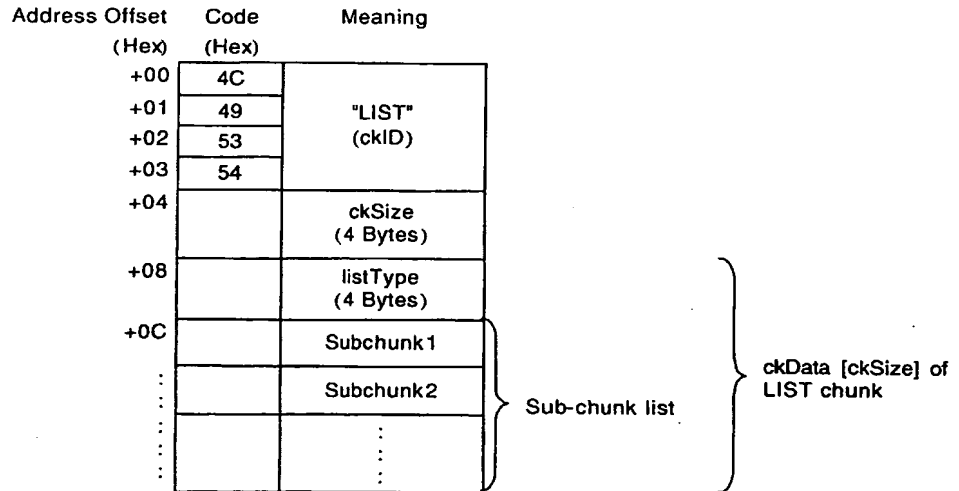 Address Offset Code Meaning
(Hex) (Hex)
+00 4C
+01 49 "LIST"
+02 53 (ckID)
+03 54
+04 ckSize
(4 Bytes)
+08 listType
(4 Bytes)
+0C Subchunk1
Subchunk2
Sub-chunk list
ckData [ckSize] of
LIST chunk